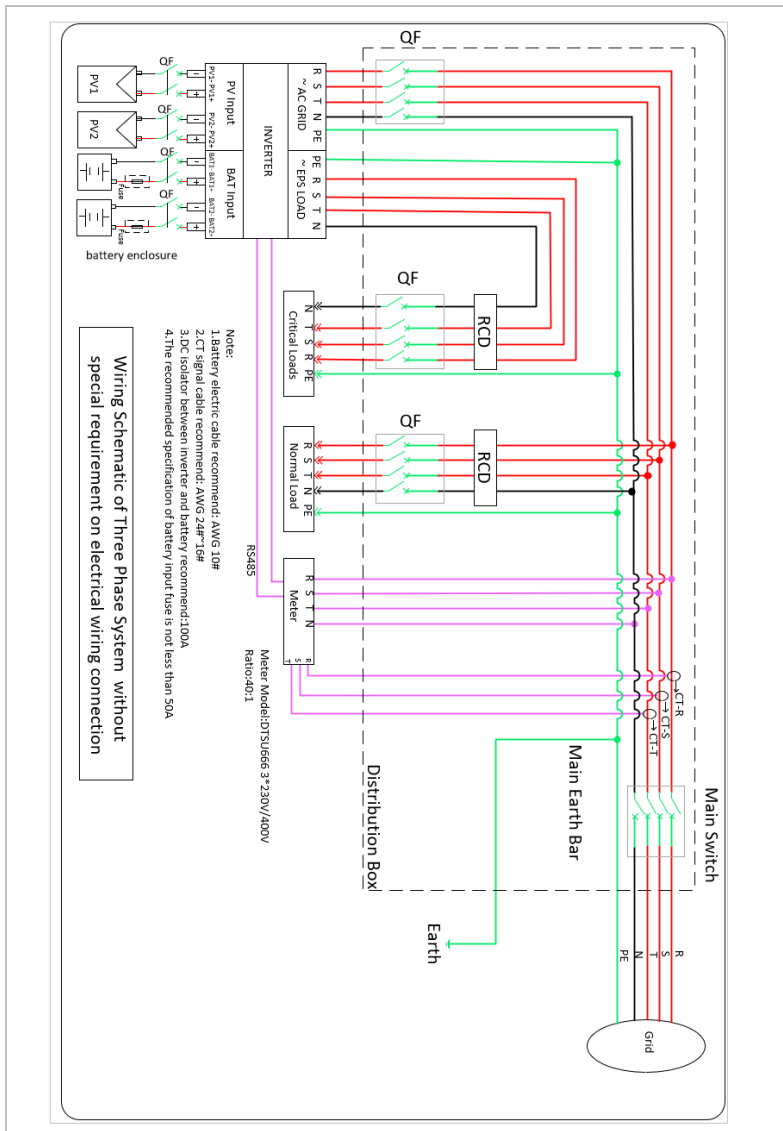 QF
QF
PV1
PV1- PV1+
PV Input
R
S
T
N
PE
~ AC GRID
QF
PV2
PV2- PV2+
INVERTER
PE
R
S
T
N
~ EPS LOAD
QF
Fuse
BAT1- BAT1+
BAT Input
QF
Fuse
BAT2- BAT2+
battery enclosure
QF
N
T
S
R
PE
Critical Loads
RCD
QF
R
S
T
N
PE
Normal Load
RCD
RS485
R
S
T
N
Meter
R
S
T
CT-R
CT-S
CT-T
Meter Model:DTSU666 3*230V/400V
Ratio:40:1
Note:
1.Battery electric cable recommend: AWG 10#
2.CT signal cable recommend: AWG 24#~16#
3.DC isolator between inverter and battery recommend:100A
4.The recommended specification of battery input fuse is not less than 50A
Wiring Schematic of Three Phase System without
special requirement on electrical wiring connection
Distribution Box
Main Earth Bar
Main Switch
Earth
R
S
T
N
PE
Grid